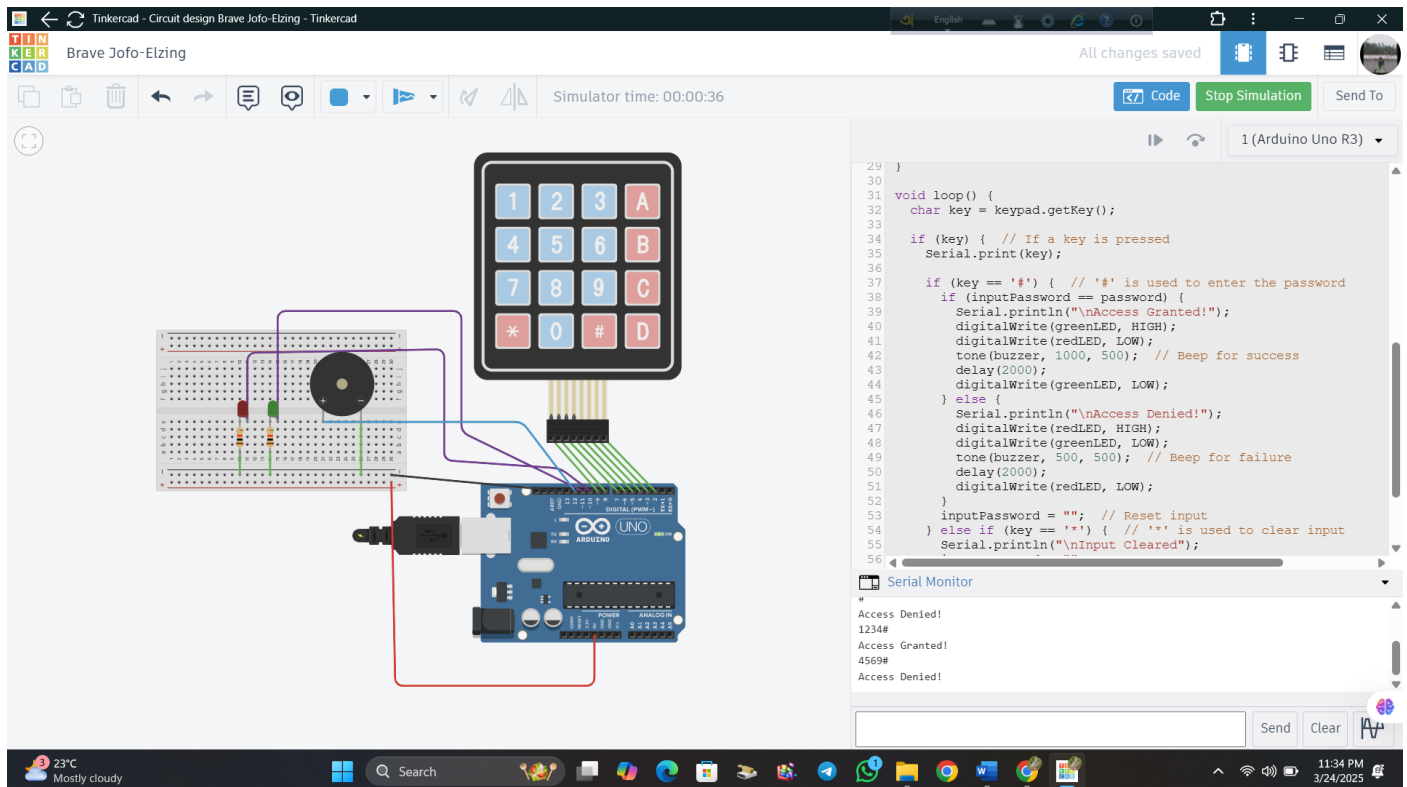 Tinkercad - Circuit design Brave Jofo-Elzing - Tinkercad
English
TIN
KER
CAD
Brave Jofo-Elzing
All changes saved
Simulator time: 00:00:36
Code
Stop Simulation
Send To
1 (Arduino Uno R3)
1 2 3 A
4 5 6 B
7 8 9 C
* 0 # D
DIGITAL (PWM~)
UNO
ARDUINO
ON
POWER
ANALOG IN
29 }
30
31 void loop() {
32 char key = keypad.getKey();
33
34 if (key) { // If a key is pressed
35 Serial.print(key);
36
37 if (key == '#') { // '#' is used to enter the password
38 if (inputPassword == password) {
39 Serial.println("\nAccess Granted!");
40 digitalWrite(greenLED, HIGH);
41 digitalWrite(redLED, LOW);
42 tone(buzzer, 1000, 500); // Beep for success
43 delay(2000);
44 digitalWrite(greenLED, LOW);
45 } else {
46 Serial.println("\nAccess Denied!");
47 digitalWrite(redLED, HIGH);
48 digitalWrite(greenLED, LOW);
49 tone(buzzer, 500, 500); // Beep for failure
50 delay(2000);
51 digitalWrite(redLED, LOW);
52 }
53 inputPassword = ""; // Reset input
54 } else if (key == '*') { // '*' is used to clear input
55 Serial.println("\nInput Cleared");
56
Serial Monitor
#
Access Denied!
1234#
Access Granted!
4569#
Access Denied!
Send
Clear
3
23°C
Mostly cloudy
Search
1
11:34 PM
3/24/2025